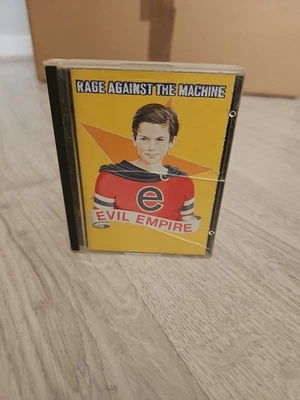 RAGE AGAINST THE MACHINE
e
EVIL EMPIRE